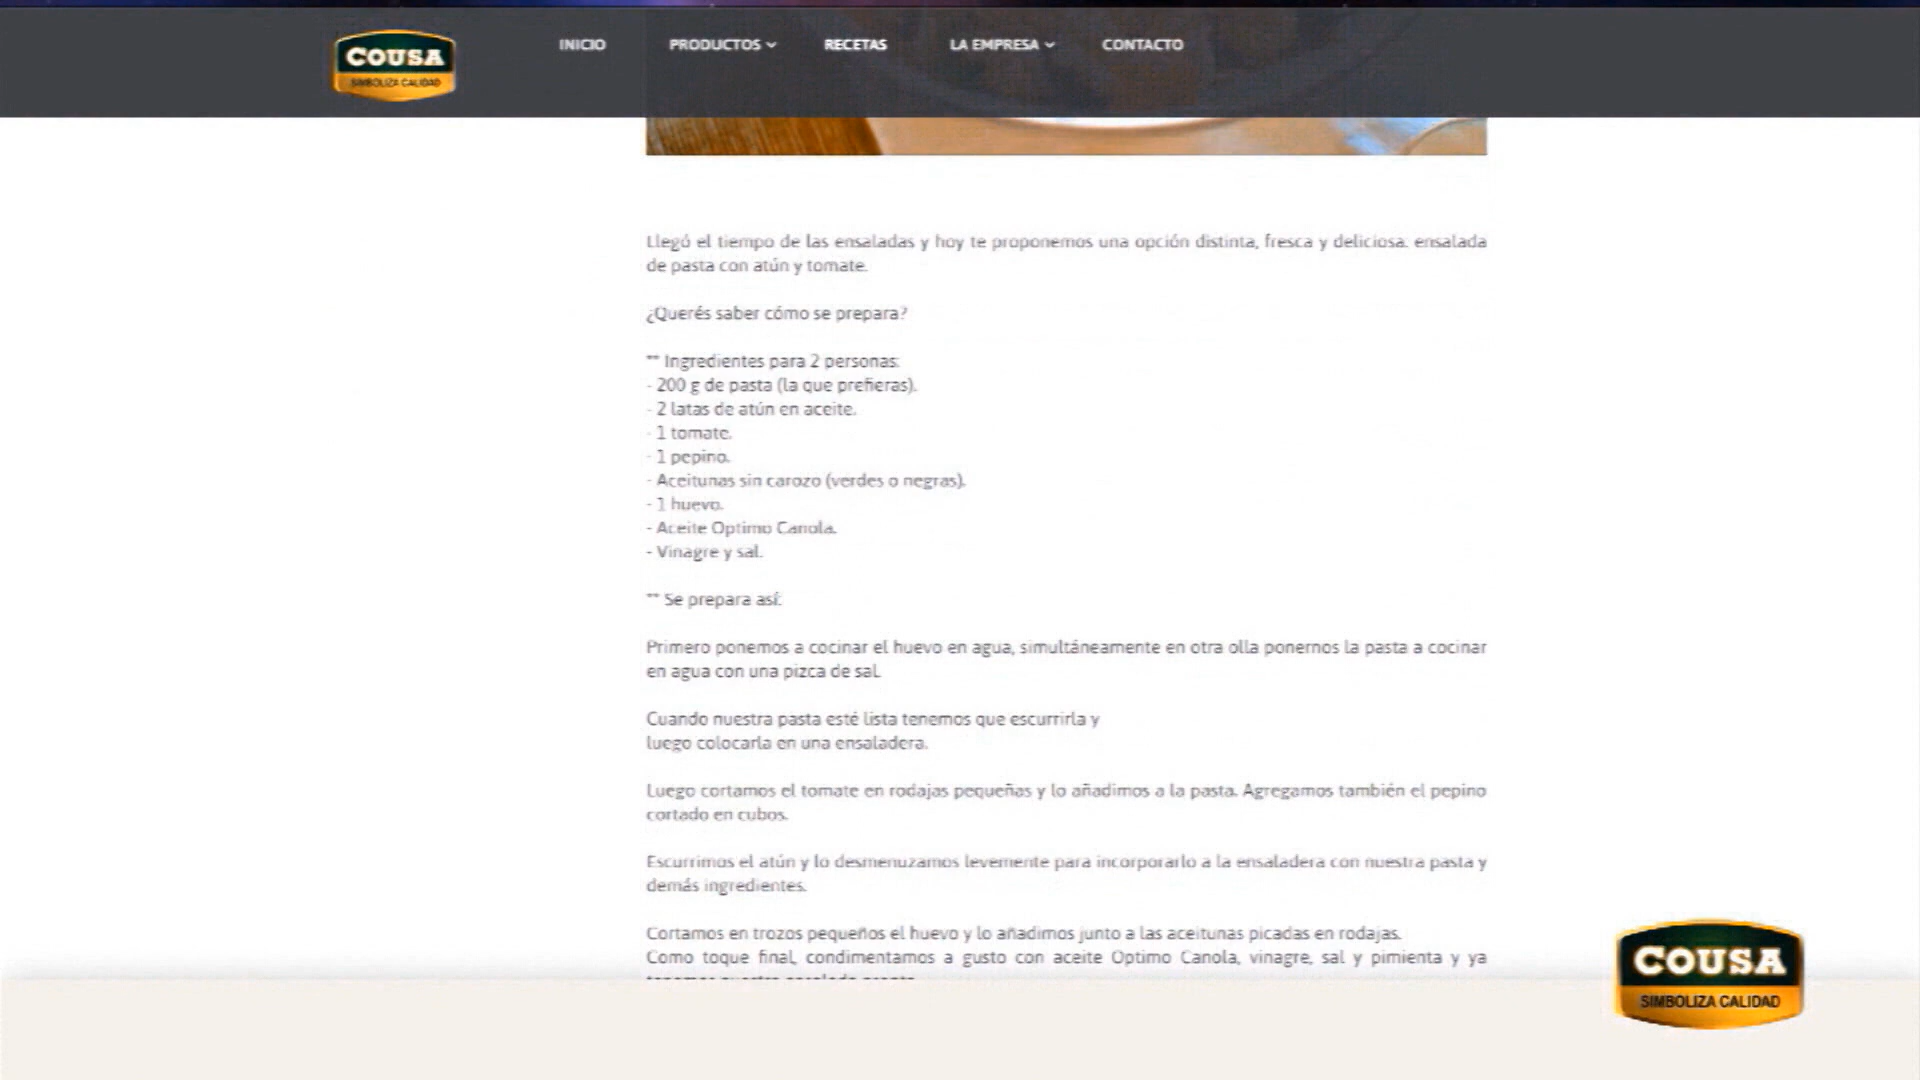 COUSA
SIMBOLIZA CALIDAD
INICIO
PRODUCTOS
RECETAS
LA EMPRESA
CONTACTO
Llegó el tiempo de las ensaladas y hoy te proponemos una opción distinta, fresca y deliciosa: ensalada
de pasta con atún y tomate.
¿Querés saber cómo se prepara?
** Ingredientes para 2 personas:
- 200 g de pasta (la que prefieras).
- 2 latas de atún en aceite.
- 1 tomate.
- 1 pepino.
- Aceitunas sin carozo (verdes o negras).
- 1 huevo.
- Aceite Optimo Canola.
- Vinagre y sal.
** Se prepara así:
Primero ponemos a cocinar el huevo en agua, simultáneamente en otra olla ponemos la pasta a cocinar
en agua con una pizca de sal.
Cuando nuestra pasta esté lista tenemos que escurrirla y
luego colocarla en una ensaladera.
Luego cortamos el tomate en rodajas pequeñas y lo añadimos a la pasta. Agregamos también el pepino
cortado en cubos.
Escurrimos el atún y lo desmenuzamos levemente para incorporarlo a la ensaladera con nuestra pasta y
demás ingredientes.
Cortamos en trozos pequeños el huevo y lo añadimos junto a las aceitunas picadas en rodajas.
Como toque final, condimentamos a gusto con aceite Optimo Canola, vinagre, sal y pimienta y ya
COUSA
SIMBOLIZA CALIDAD